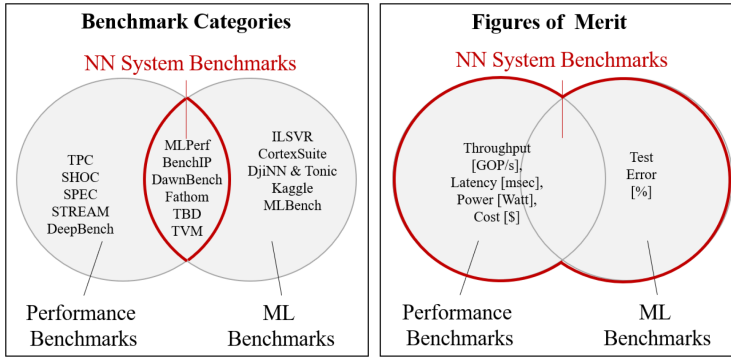 Benchmark Categories
NN System Benchmarks
TPC
SHOC
SPEC
STREAM
DeepBench
MLPerf
BenchIP
DawnBench
Fathom
TBD
TVM
ILSVR
CortexSuite
DjiNN & Tonic
Kaggle
MLBench
Performance
Benchmarks
ML
Benchmarks
Figures of Merit
NN System Benchmarks
Throughput
[GOP/s],
Latency [msec],
Power [Watt],
Cost [$]
Test
Error
[%]
Performance
Benchmarks
ML
Benchmarks